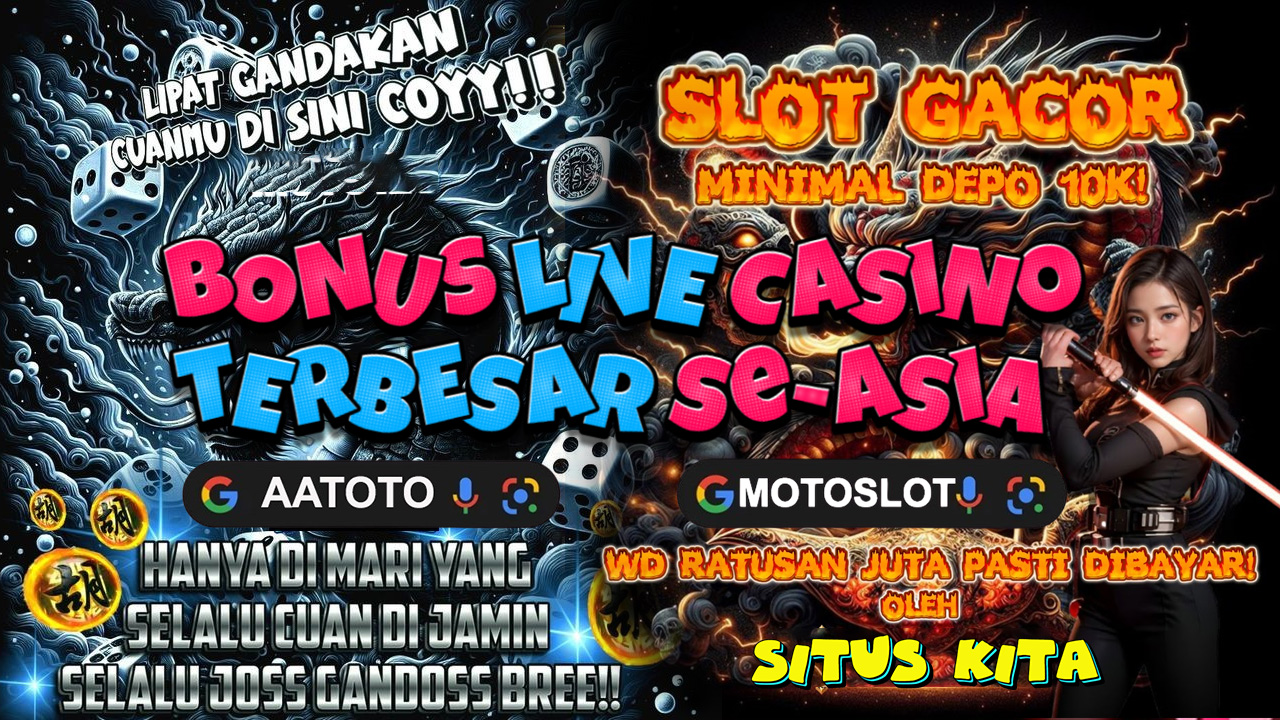 LIPAT GANDAKAN
CUANMU DI SINI COYY!!
SLOT GACOR
MINIMAL DEPO 10K!
BONUS LIVE CASINO
TERBESAR SE-ASIA
AATOTO
MOTOSLOT
HANYA DI MARI YANG
SELALU CUAN DI JAMIN
SELALU JOSS GANDOSS BREE!!
WD RATUSAN JUTA PASTI DIBAYAR!
OLEH
SITUS KITA